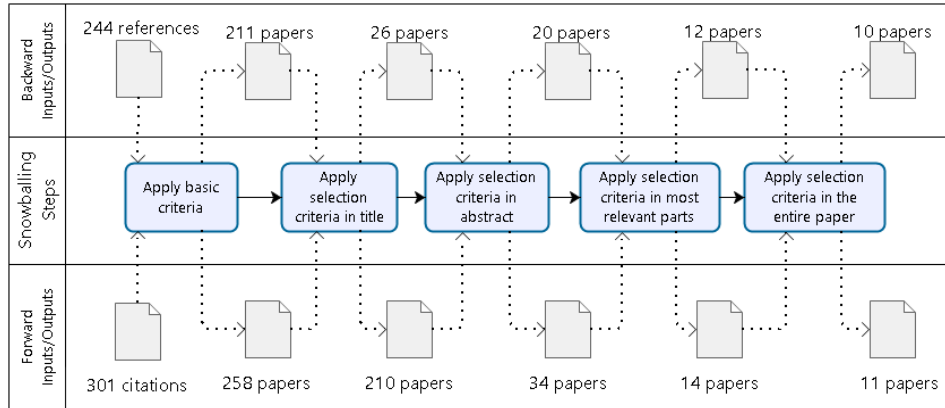 Backward
Inputs/Outputs
244 references
211 papers
26 papers
20 papers
12 papers
10 papers
Snowballing
Steps
Apply basic
criteria
Apply
selection
criteria in title
Apply selection
criteria in
abstract
Apply selection
criteria in most
relevant parts
Apply selection
criteria in the
entire paper
Forward
Inputs/Outputs
301 citations
258 papers
210 papers
34 papers
14 papers
11 papers